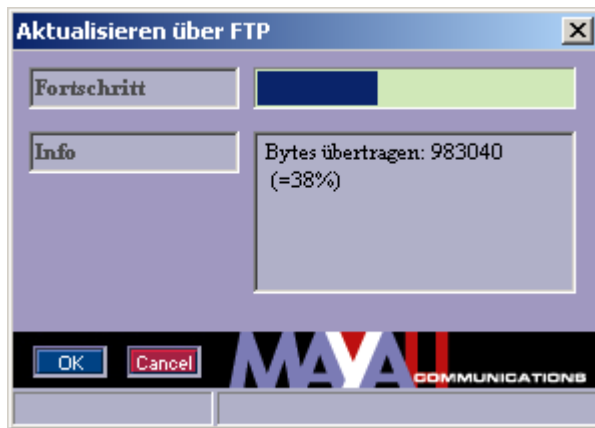 Aktualisieren über FTP
Fortschritt
Info
Bytes übertragen: 983040
(=38%)
OK
Cancel
MAYAH
COMMUNICATIONS